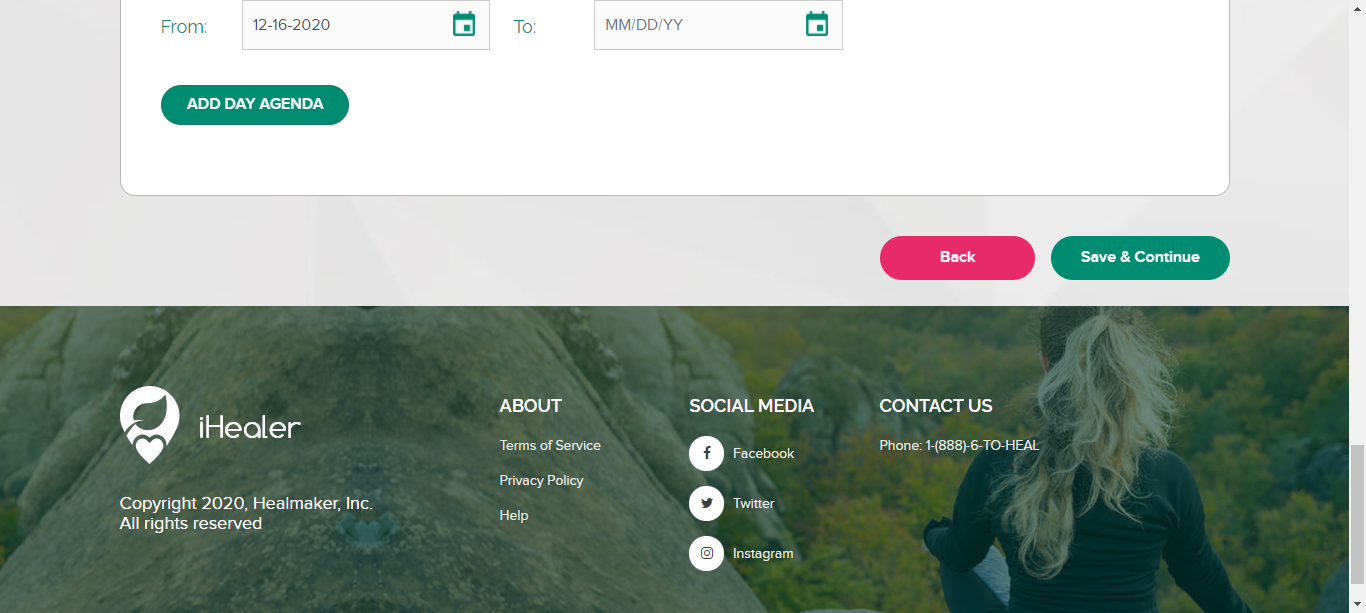 From: 12-16-2020 To: MM/DD/YY
ADD DAY AGENDA
Back Save & Continue
iHealer
Copyright 2020, Healmaker, Inc.
All rights reserved
ABOUT
Terms of Service
Privacy Policy
Help
SOCIAL MEDIA
Facebook
Twitter
Instagram
CONTACT US
Phone: 1-(888)-6-TO-HEAL